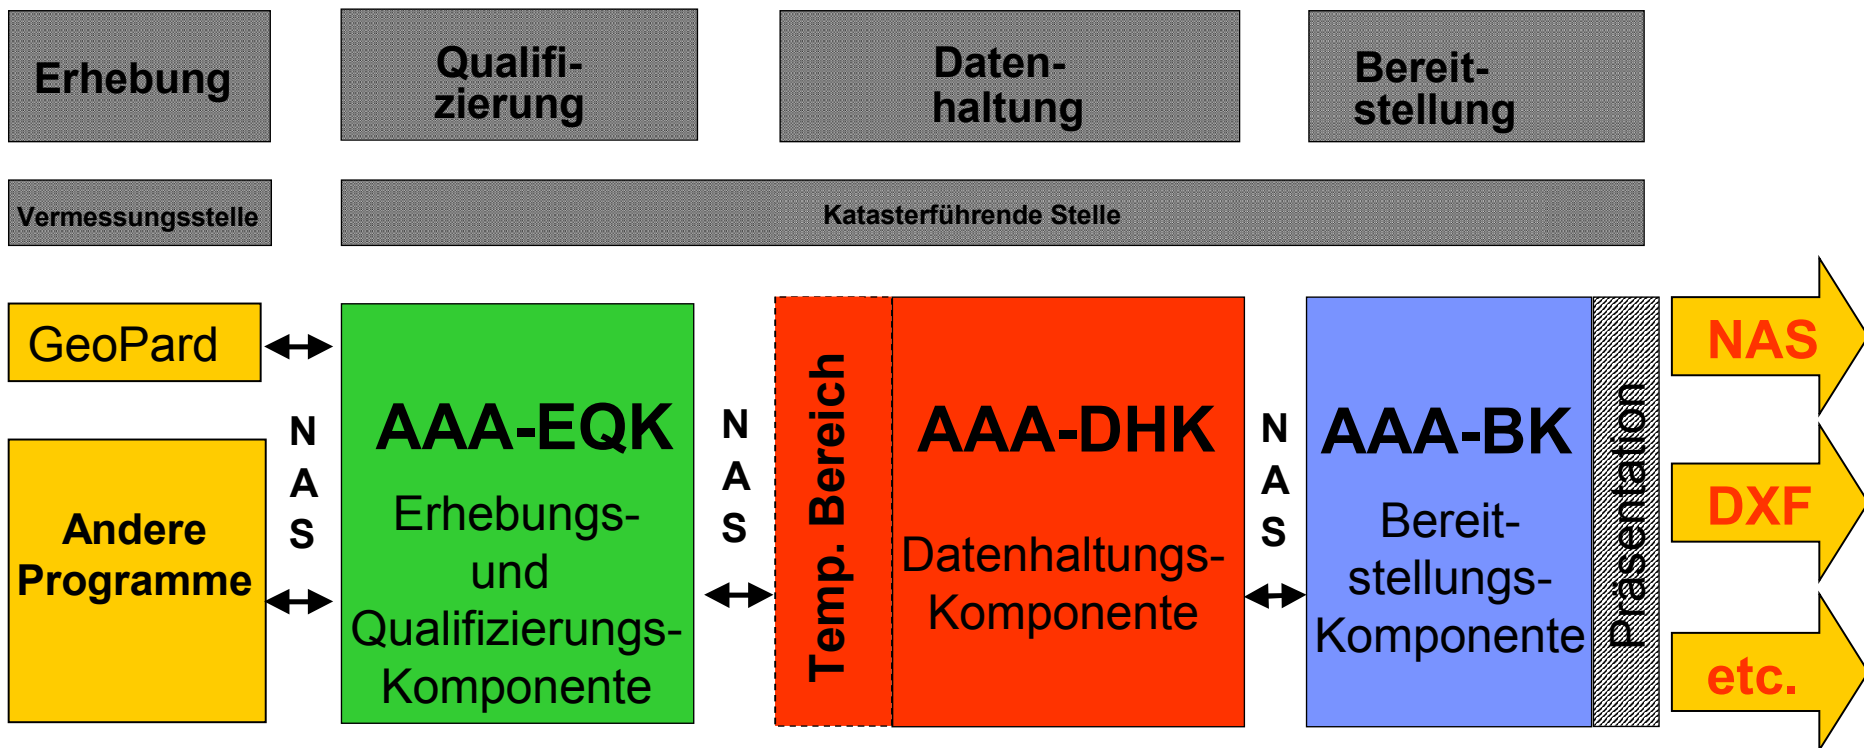 Erhebung
Qualifi-
zierung
Daten-
haltung
Bereit-
stellung
Vermessungsstelle
Katasterführende Stelle
GeoPard
Andere
Programme
N
A
S
AAA-EQK
Erhebungs-
und
Qualifizierungs-
Komponente
N
A
S
Temp. Bereich
AAA-DHK
Datenhaltungs-
Komponente
N
A
S
AAA-BK
Bereit-
stellungs-
Komponente
Präsentation
NAS
DXF
etc.